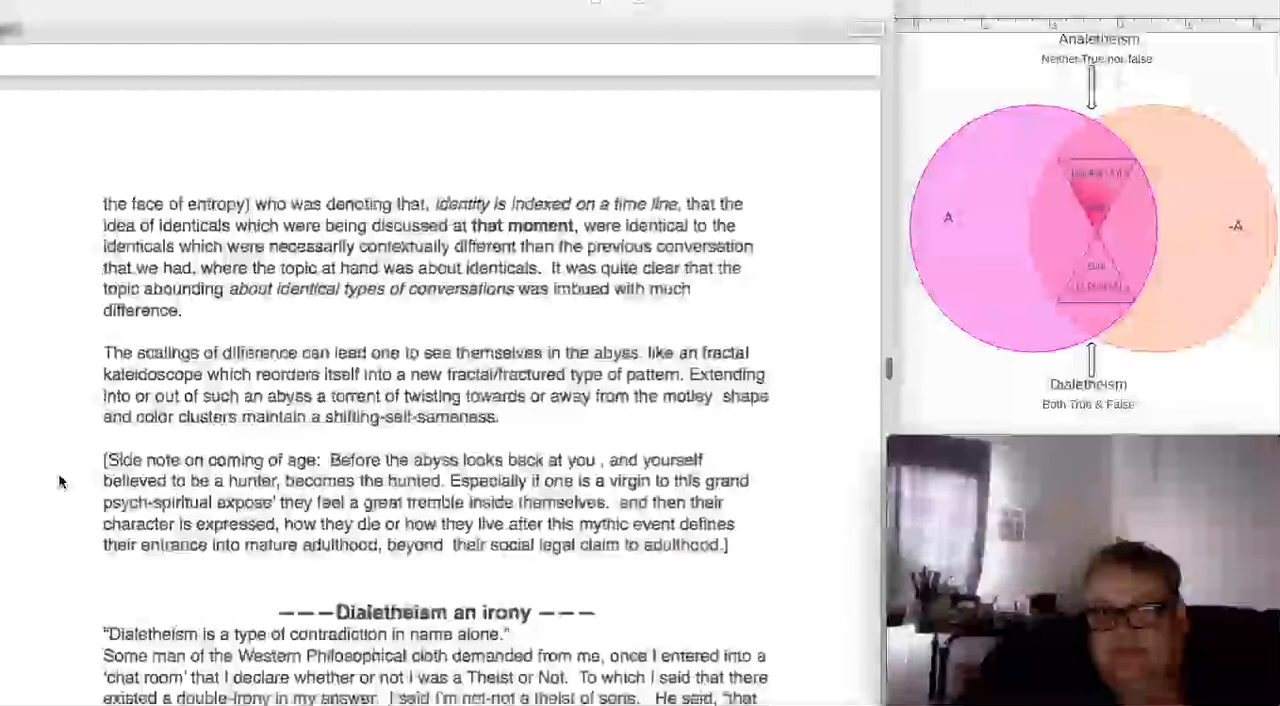 the face of entropy) who was denoting that, identity is indexed on a time line, that the
idea of identicals which were being discussed at that moment, were identical to the
identicals which were necessarily contextually different than the previous conversation
that we had, where the topic at hand was about identicals. It was quite clear that the
topic abounding about identical types of conversations was imbued with much
difference.
The scalings of difference can lead one to see themselves in the abyss. like an fractal
kaleidoscope which reorders itself into a new fractal/fractured type of pattern. Extending
into or out of such an abyss a torrent of twisting towards or away from the motley shape
and color clusters maintain a shifting-self-sameness.
[Side note on coming of age: Before the abyss looks back at you , and yourself
believed to be a hunter, becomes the hunted. Especially if one is a virgin to this grand
psych-spiritual expose' they feel a great tremble inside themselves. and then their
character is expressed, how they die or how they live after this mythic event defines
their entrance into mature adulthood, beyond their social legal claim to adulthood.]
———Dialetheism an irony ———
"Dialetheism is a type of contradiction in name alone."
Some man of the Western Philosophical cloth demanded from me, once I entered into a
'chat room' that I declare whether or not I was a Theist or Not. To which I said that there
existed a double-irony in my answer. I said I'm not-not a theist of sorts. He said, "that
Analetheism
Neither True nor false
A
-A
Dialetheism
Both True & False